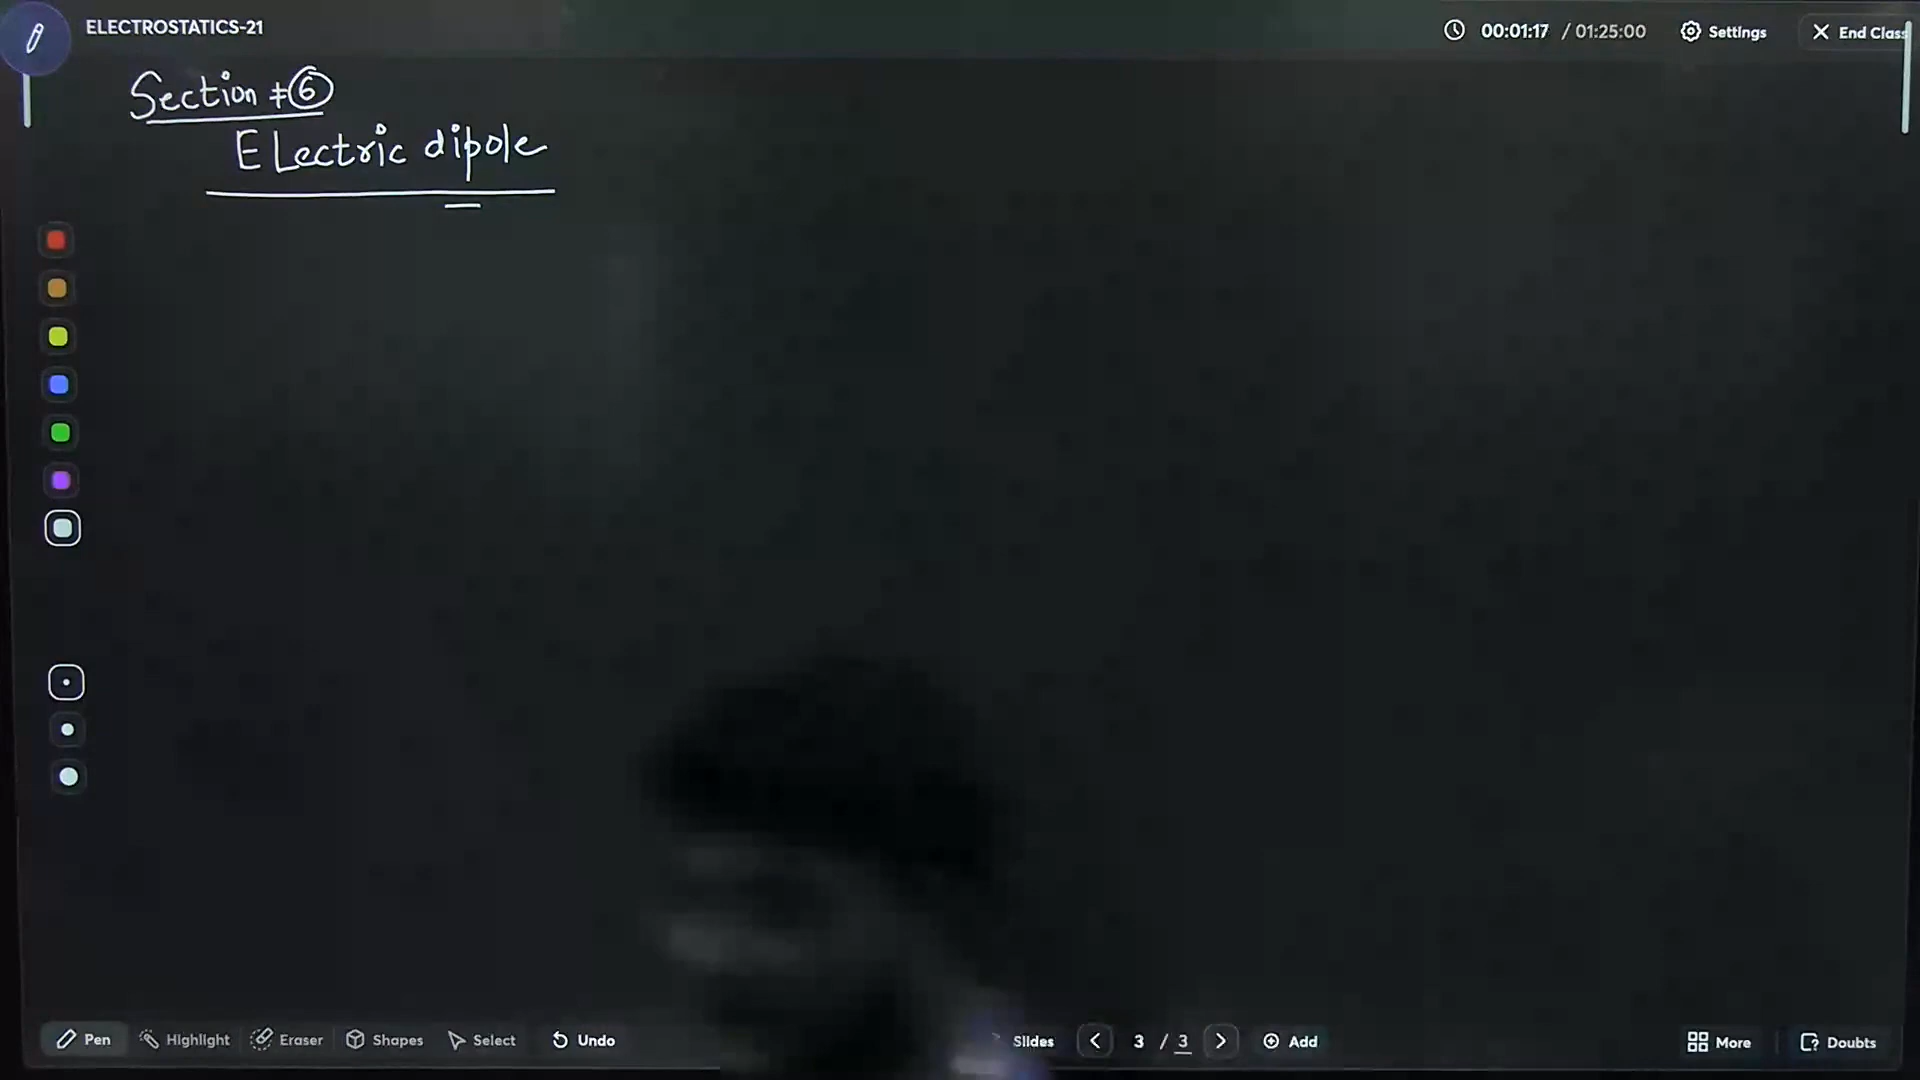 ELECTROSTATICS-21
00:01:17 / 01:25:00
Settings
End Class
Section #6
Electric dipole
Pen
Highlight
Eraser
Shapes
Select
Undo
Slides
3 / 3
Add
More
Doubts